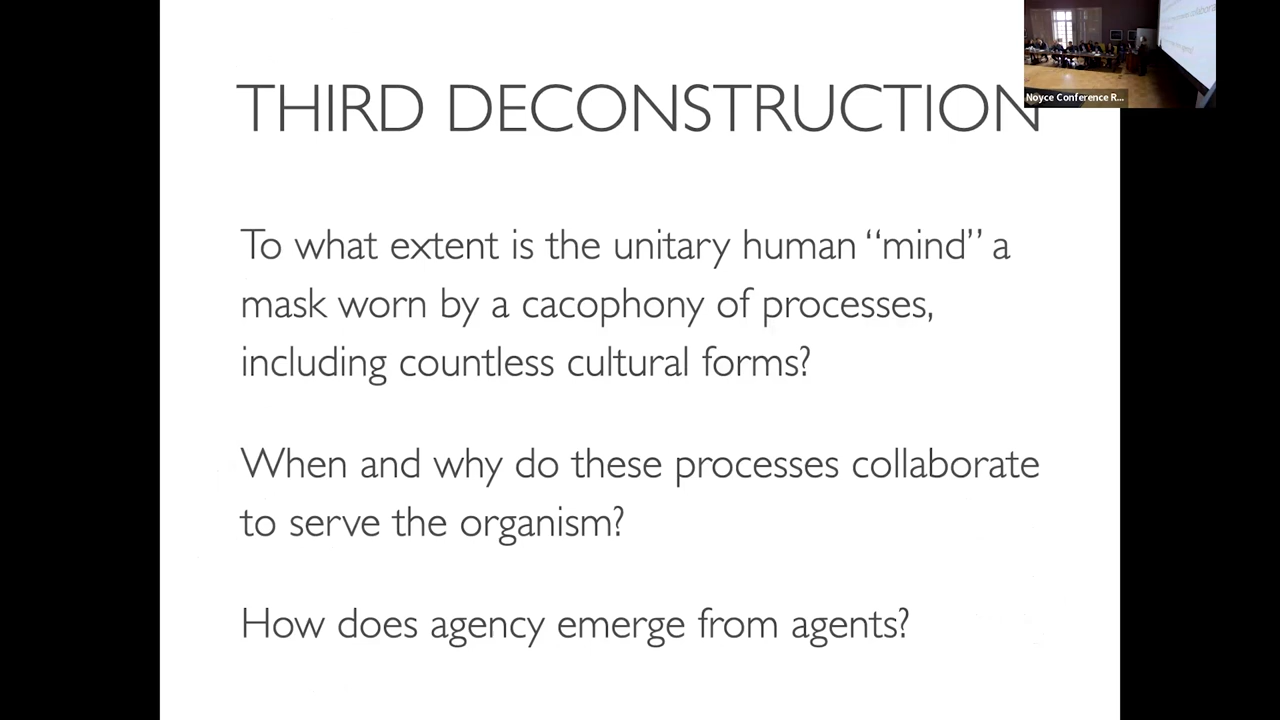 THIRD DECONSTRUCTION
Noyce Conference R...
To what extent is the unitary human “mind” a
mask worn by a cacophony of processes,
including countless cultural forms?
When and why do these processes collaborate
to serve the organism?
How does agency emerge from agents?